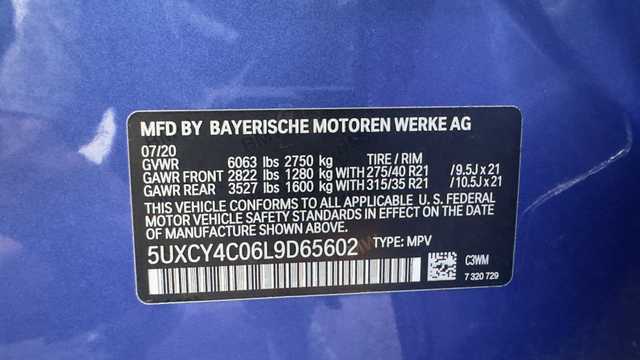 MFD BY BAYERISCHE MOTOREN WERKE AG
07/20
GVWR 6063 lbs 2750 kg TIRE / RIM
GAWR FRONT 2822 lbs 1280 kg WITH 275/40 R21 /9.5J x 21
GAWR REAR 3527 lbs 1600 kg WITH 315/35 R21 /10.5J x 21
THIS VEHICLE CONFORMS TO ALL APPLICABLE U. S. FEDERAL
MOTOR VEHICLE SAFETY STANDARDS IN EFFECT ON THE
DATE OF MANUFACTURE SHOWN ABOVE.
5UXCY4C06L9D65602 TYPE: MPV
C3WM
7 320 729